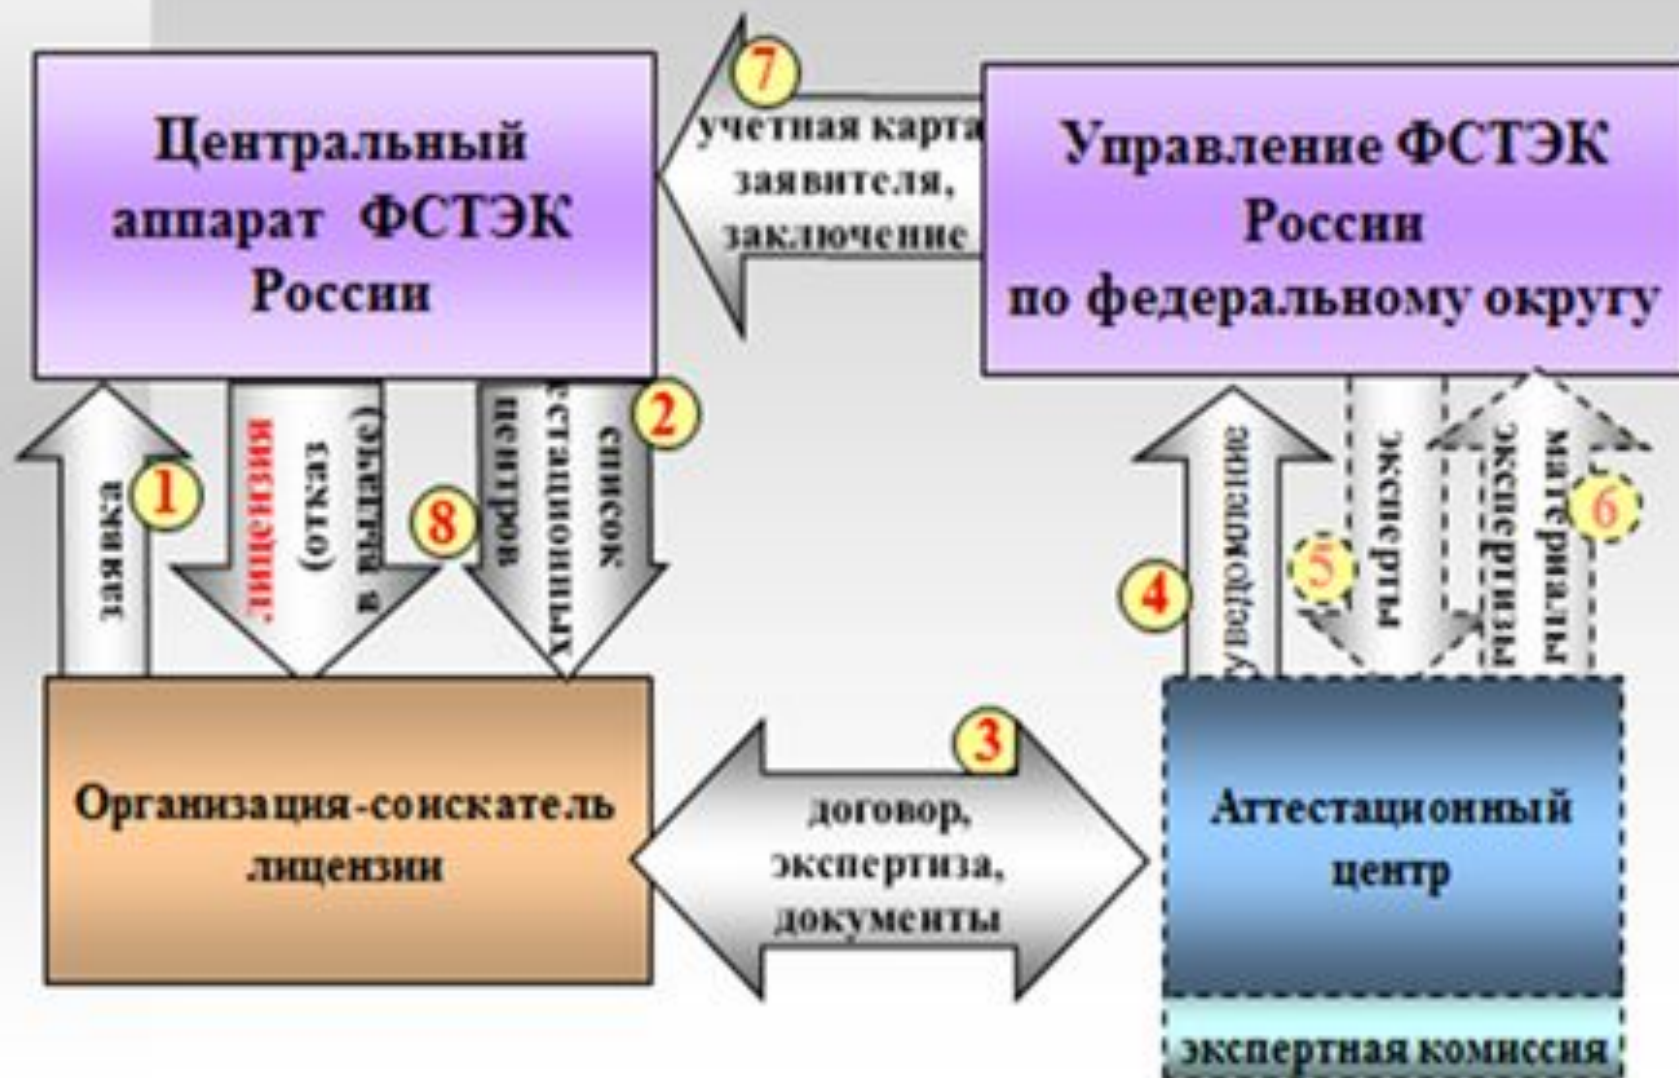 Центральный
аппарат ФСТЭК
России
7
учетная карта
заявителя,
заключение
Управление ФСТЭК
России
по федеральному округу
1
заявка
лицензия
(отказ
в выдаче)
8
2
список
центров
4
уведомление
5
эксперты
6
материалы
экспертизы
Организация-соискатель
лицензии
3
договор,
экспертиза,
документы
Аттестационный
центр
экспертная комиссия